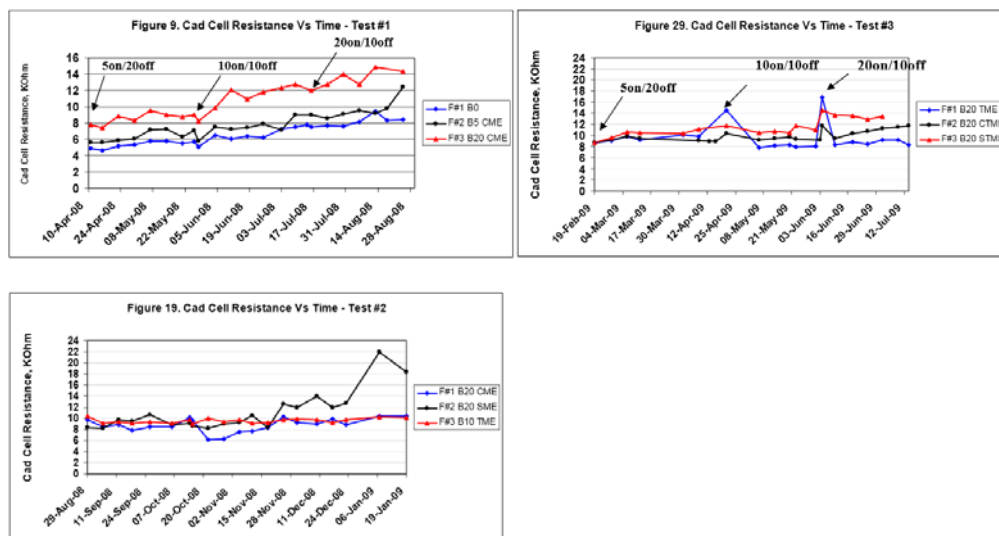 Figure 9. Cad Cell Resistance Vs Time - Test #1
Cad Cell Resistance, KOhm
16
14
12
10
8
6
4
2
0
5on/20off
10on/10off
20on/10off
10-Apr-08
24-Apr-08
08-May-08
22-May-08
05-Jun-08
19-Jun-08
03-Jul-08
17-Jul-08
31-Jul-08
14-Aug-08
28-Aug-08
F#1 B0
F#2 B5 CME
F#3 B20 CME
Figure 29. Cad Cell Resistance Vs Time - Test #3
Cad Cell Resistance, KOhm
24
22
20
18
16
14
12
10
8
6
4
2
0
5on/20off
10on/10off
20on/10off
19-Feb-09
04-Mar-09
17-Mar-09
30-Mar-09
12-Apr-09
25-Apr-09
08-May-09
21-May-09
03-Jun-09
16-Jun-09
29-Jun-09
12-Jul-09
F#1 B20 TME
F#2 B20 CTME
F#3 B20 STME
Figure 19. Cad Cell Resistance Vs Time - Test #2
Cad Cell Resistance, KOhm
24
22
20
18
16
14
12
10
8
6
4
2
0
29-Aug-08
11-Sep-08
24-Sep-08
07-Oct-08
20-Oct-08
02-Nov-08
15-Nov-08
28-Nov-08
11-Dec-08
24-Dec-08
06-Jan-09
19-Jan-09
F#1 B20 CME
F#2 B20 SME
F#3 B10 TME